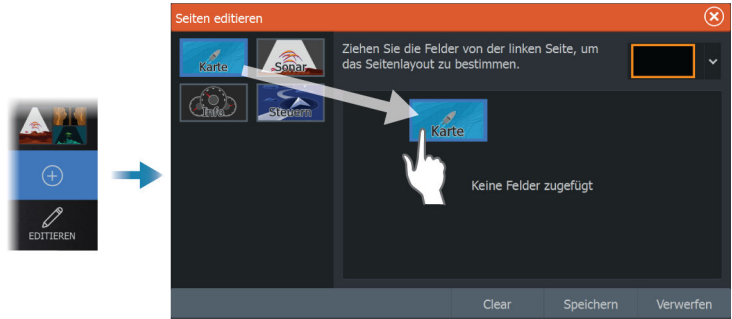 Seiten editieren
Karte
Sonar
Info
Steuern
Ziehen Sie die Felder von der linken Seite, um
das Seitenlayout zu bestimmen.
Karte
Keine Felder zugefügt
EDITIEREN
Clear
Speichern
Verwerfen